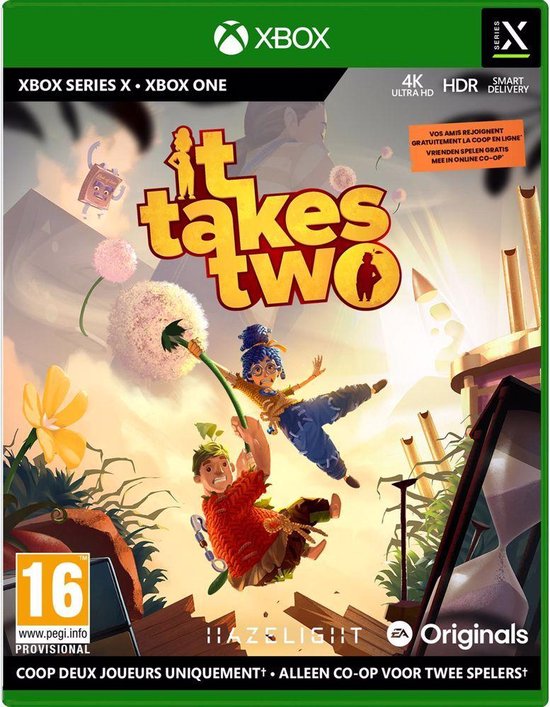 XBOX
SERIES X
XBOX SERIES X • XBOX ONE
4K
ULTRA HD
HDR
SMART
DELIVERY
VOS AMIS REJOIGNENT
GRATUITEMENT LA COOP EN LIGNE*
VRIENDEN SPELEN GRATIS
MEE IN ONLINE CO-OP*
it
takes
two
16
www.pegi.info
PROVISIONAL
HAZELIGHT
EA Originals
COOP DEUX JOUEURS UNIQUEMENT† • ALLEEN CO-OP VOOR TWEE SPELERS†